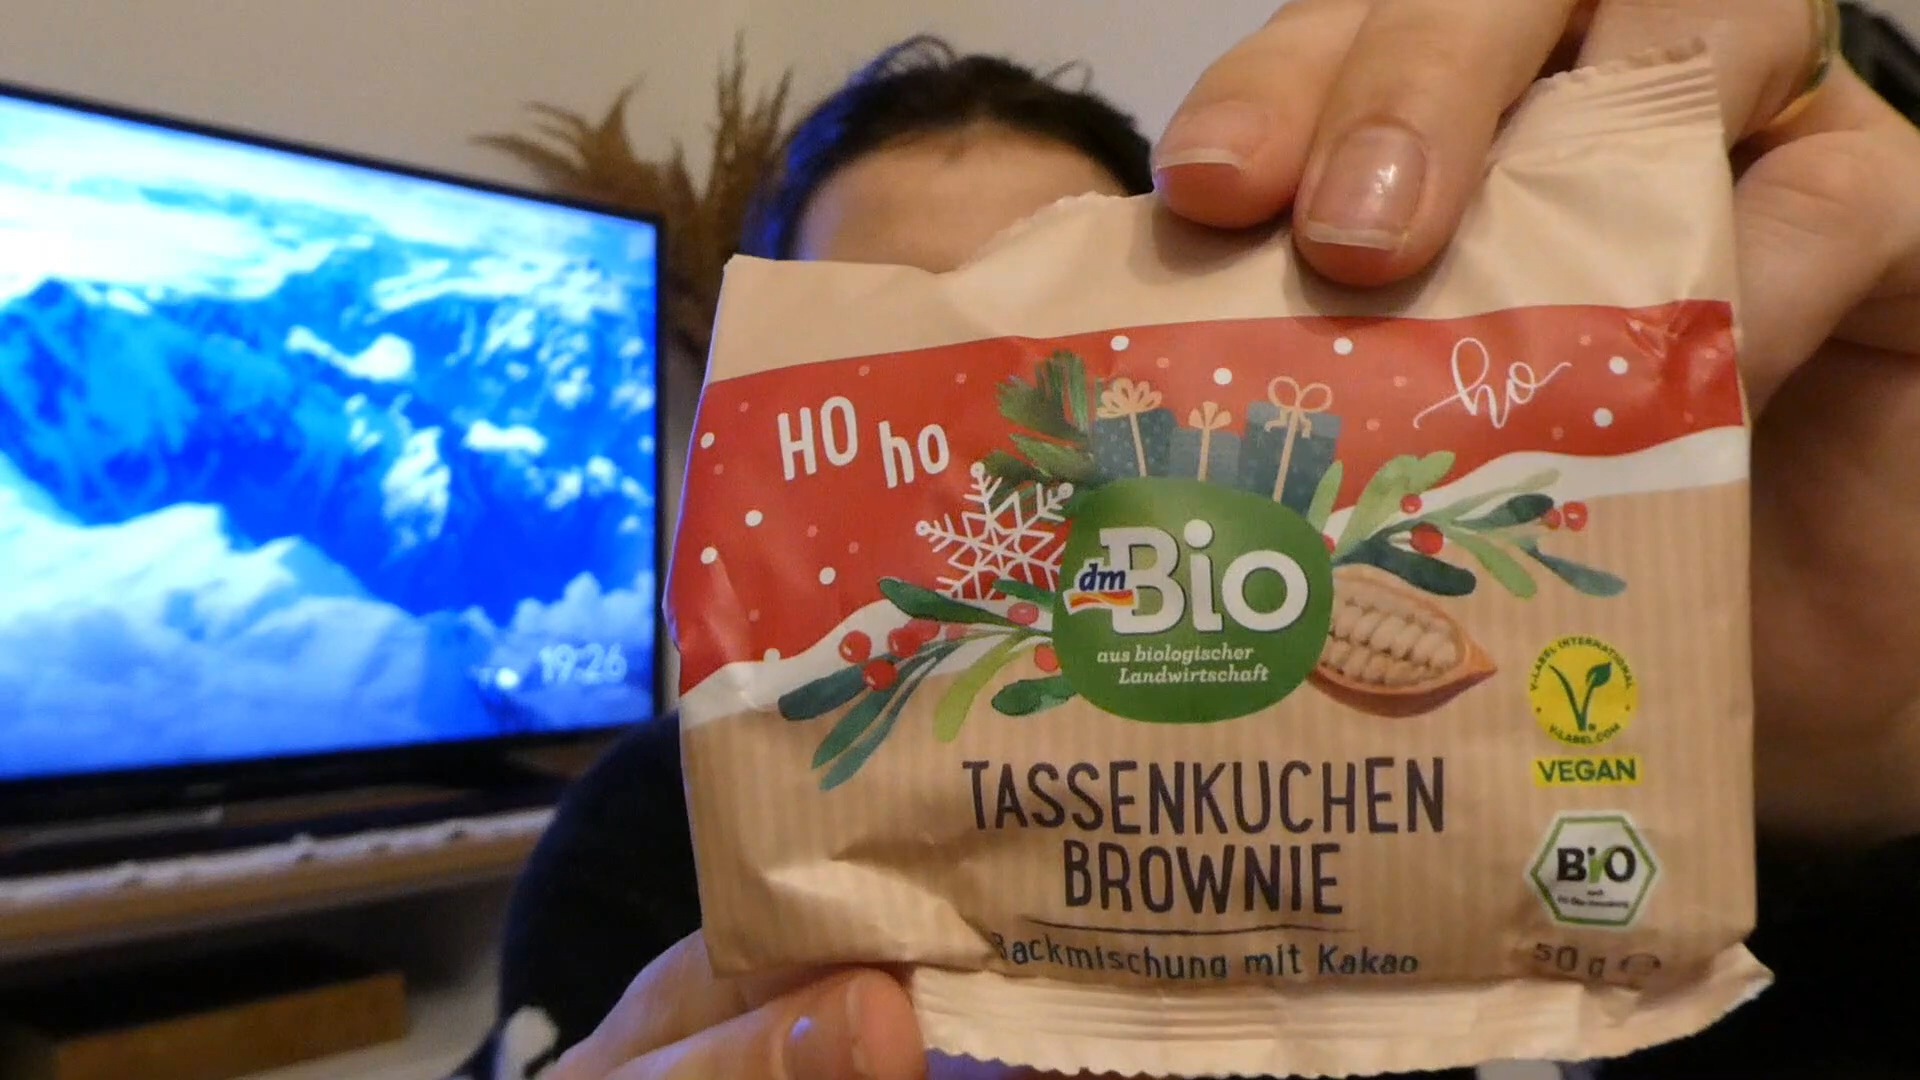 HO ho
ho
dm Bio
aus biologischer
Landwirtschaft
V-LABEL INTERNATIONAL
V-LABEL.COM
VEGAN
TASSENKUCHEN
BROWNIE
Backmischung mit Kakao
BiO
50 g e
19:26